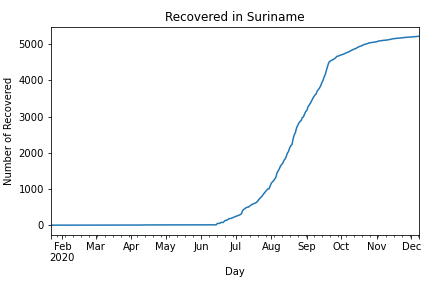 Recovered in Suriname
Number of Recovered
5000
4000
3000
2000
1000
0
Feb Mar Apr May Jun Jul Aug Sep Oct Nov Dec
2020
Day